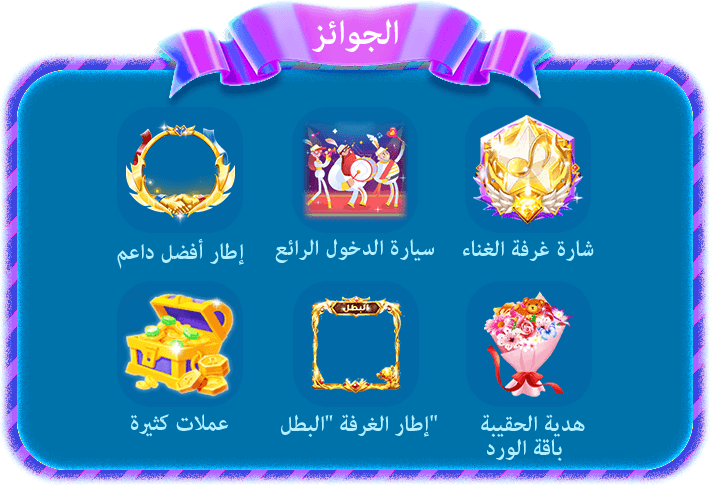 الجوائز
شارة غرفة الغناء
سيارة الدخول الرائع
إطار أفضل داعم
البطل
هدية الحقيبة
باقة الورد
إطار الغرفة "البطل"
عملات كثيرة